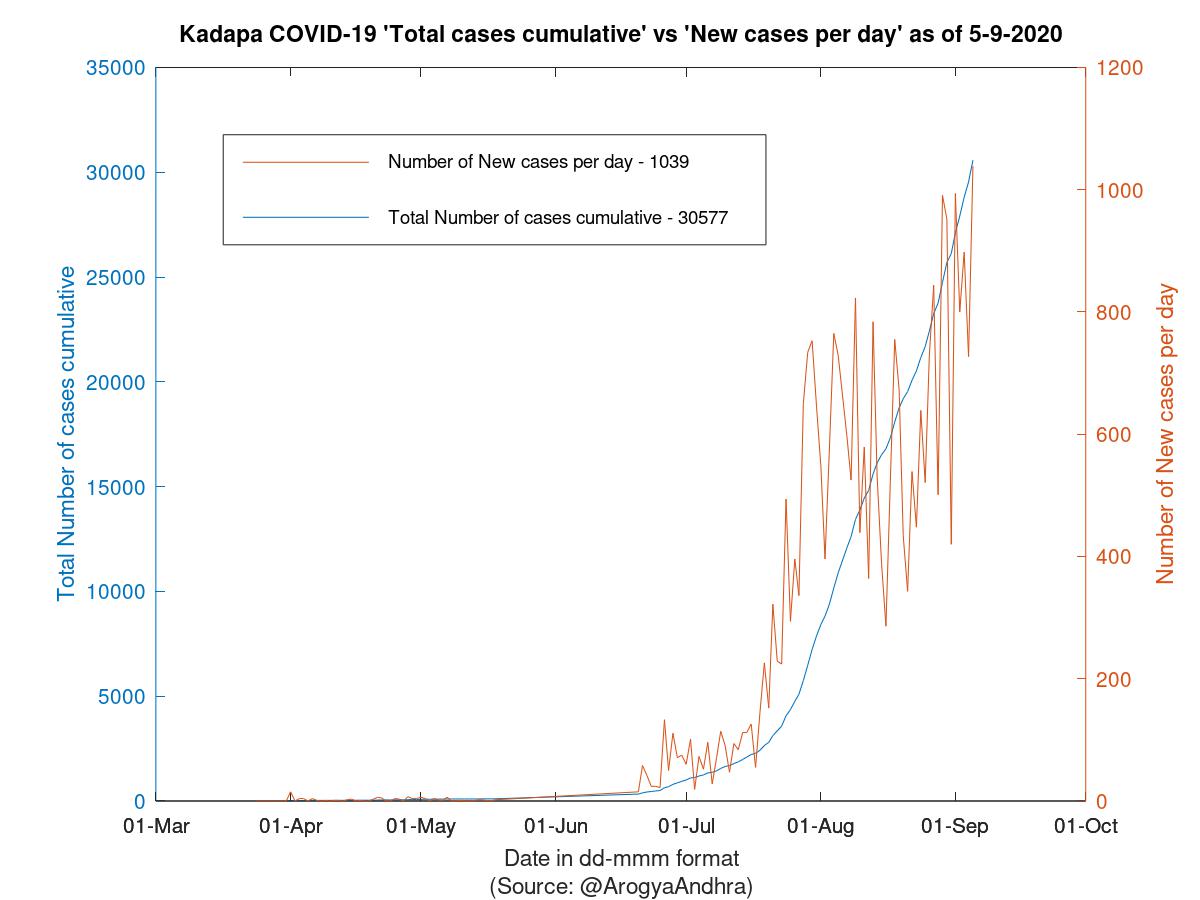 Kadapa COVID-19 'Total cases cumulative' vs 'New cases per day' as of 5-9-2020
35000
30000
25000
20000
15000
10000
5000
0
Total Number of cases cumulative
Number of New cases per day - 1039
Total Number of cases cumulative - 30577
1200
1000
800
600
400
200
0
Number of New cases per day
01-Mar 01-Apr 01-May 01-Jun 01-Jul 01-Aug 01-Sep 01-Oct
Date in dd-mmm format
(Source: @ArogyaAndhra)